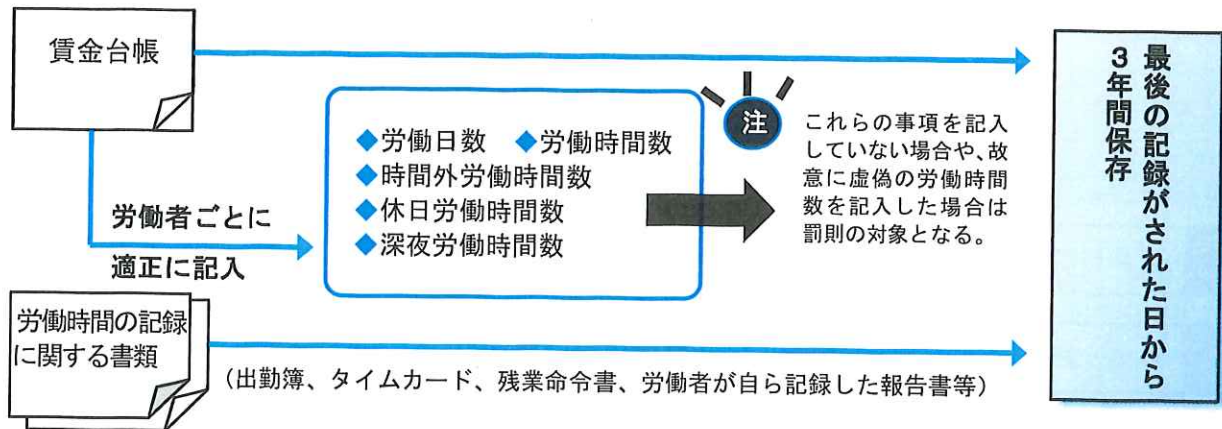 賃金台帳
◆労働日数 ◆労働時間数
◆時間外労働時間数
◆休日労働時間数
◆深夜労働時間数
注
これらの事項を記入
していない場合や、故
意に虚偽の労働時間
数を記入した場合は
罰則の対象となる。
労働者ごとに
適正に記入
労働時間の記録
に関する書類
（出勤簿、タイムカード、残業命令書、労働者が自ら記録した報告書等）
最後の記録がされた日から
３年間保存